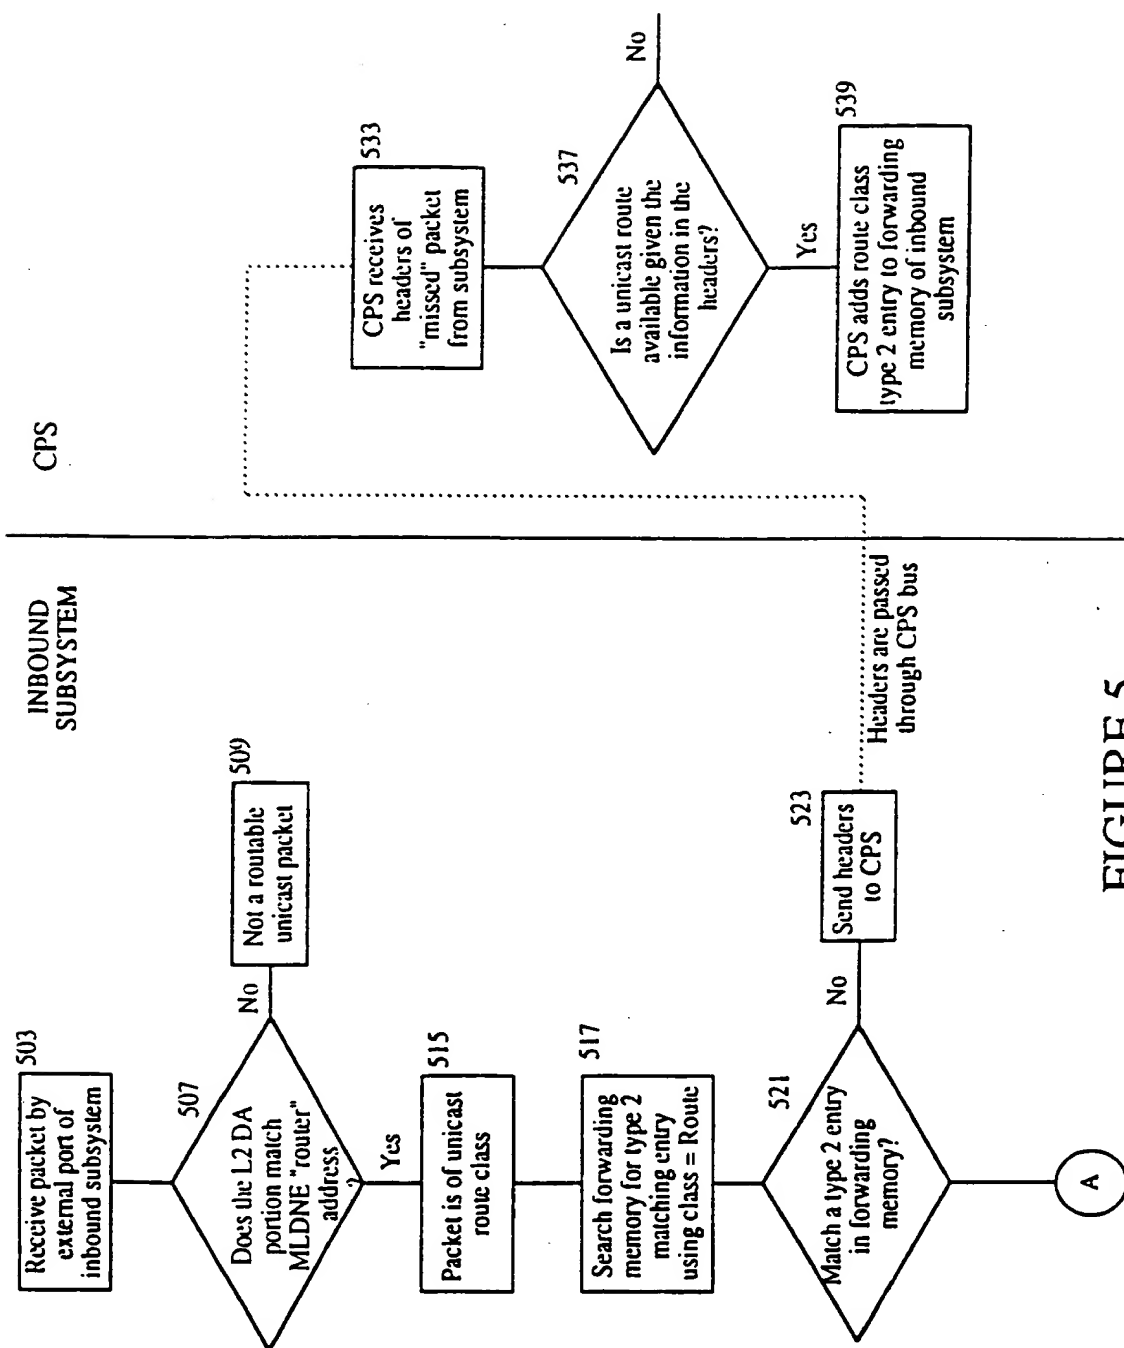 INBOUND
SUBSYSTEM
503
Receive packet by
external port of
inbound subsystem
507
Does the L2 DA
portion match
MLDNE "router"
address
?
No
509
Not a routable
unicast packet
Yes
515
Packet is of unicast
route class
517
Search forwarding
memory for type 2
matching entry
using class = Route
521
Match a type 2 entry
in forwarding
memory?
No
523
Send headers
to CPS
A
Headers are passed
through CPS bus
CPS
533
CPS receives
headers of
"missed" packet
from subsystem
537
Is a unicast route
available given the
information in the
headers?
No
Yes
539
CPS adds route class
type 2 entry to forwarding
memory of inbound
subsystem
FIGURE 5